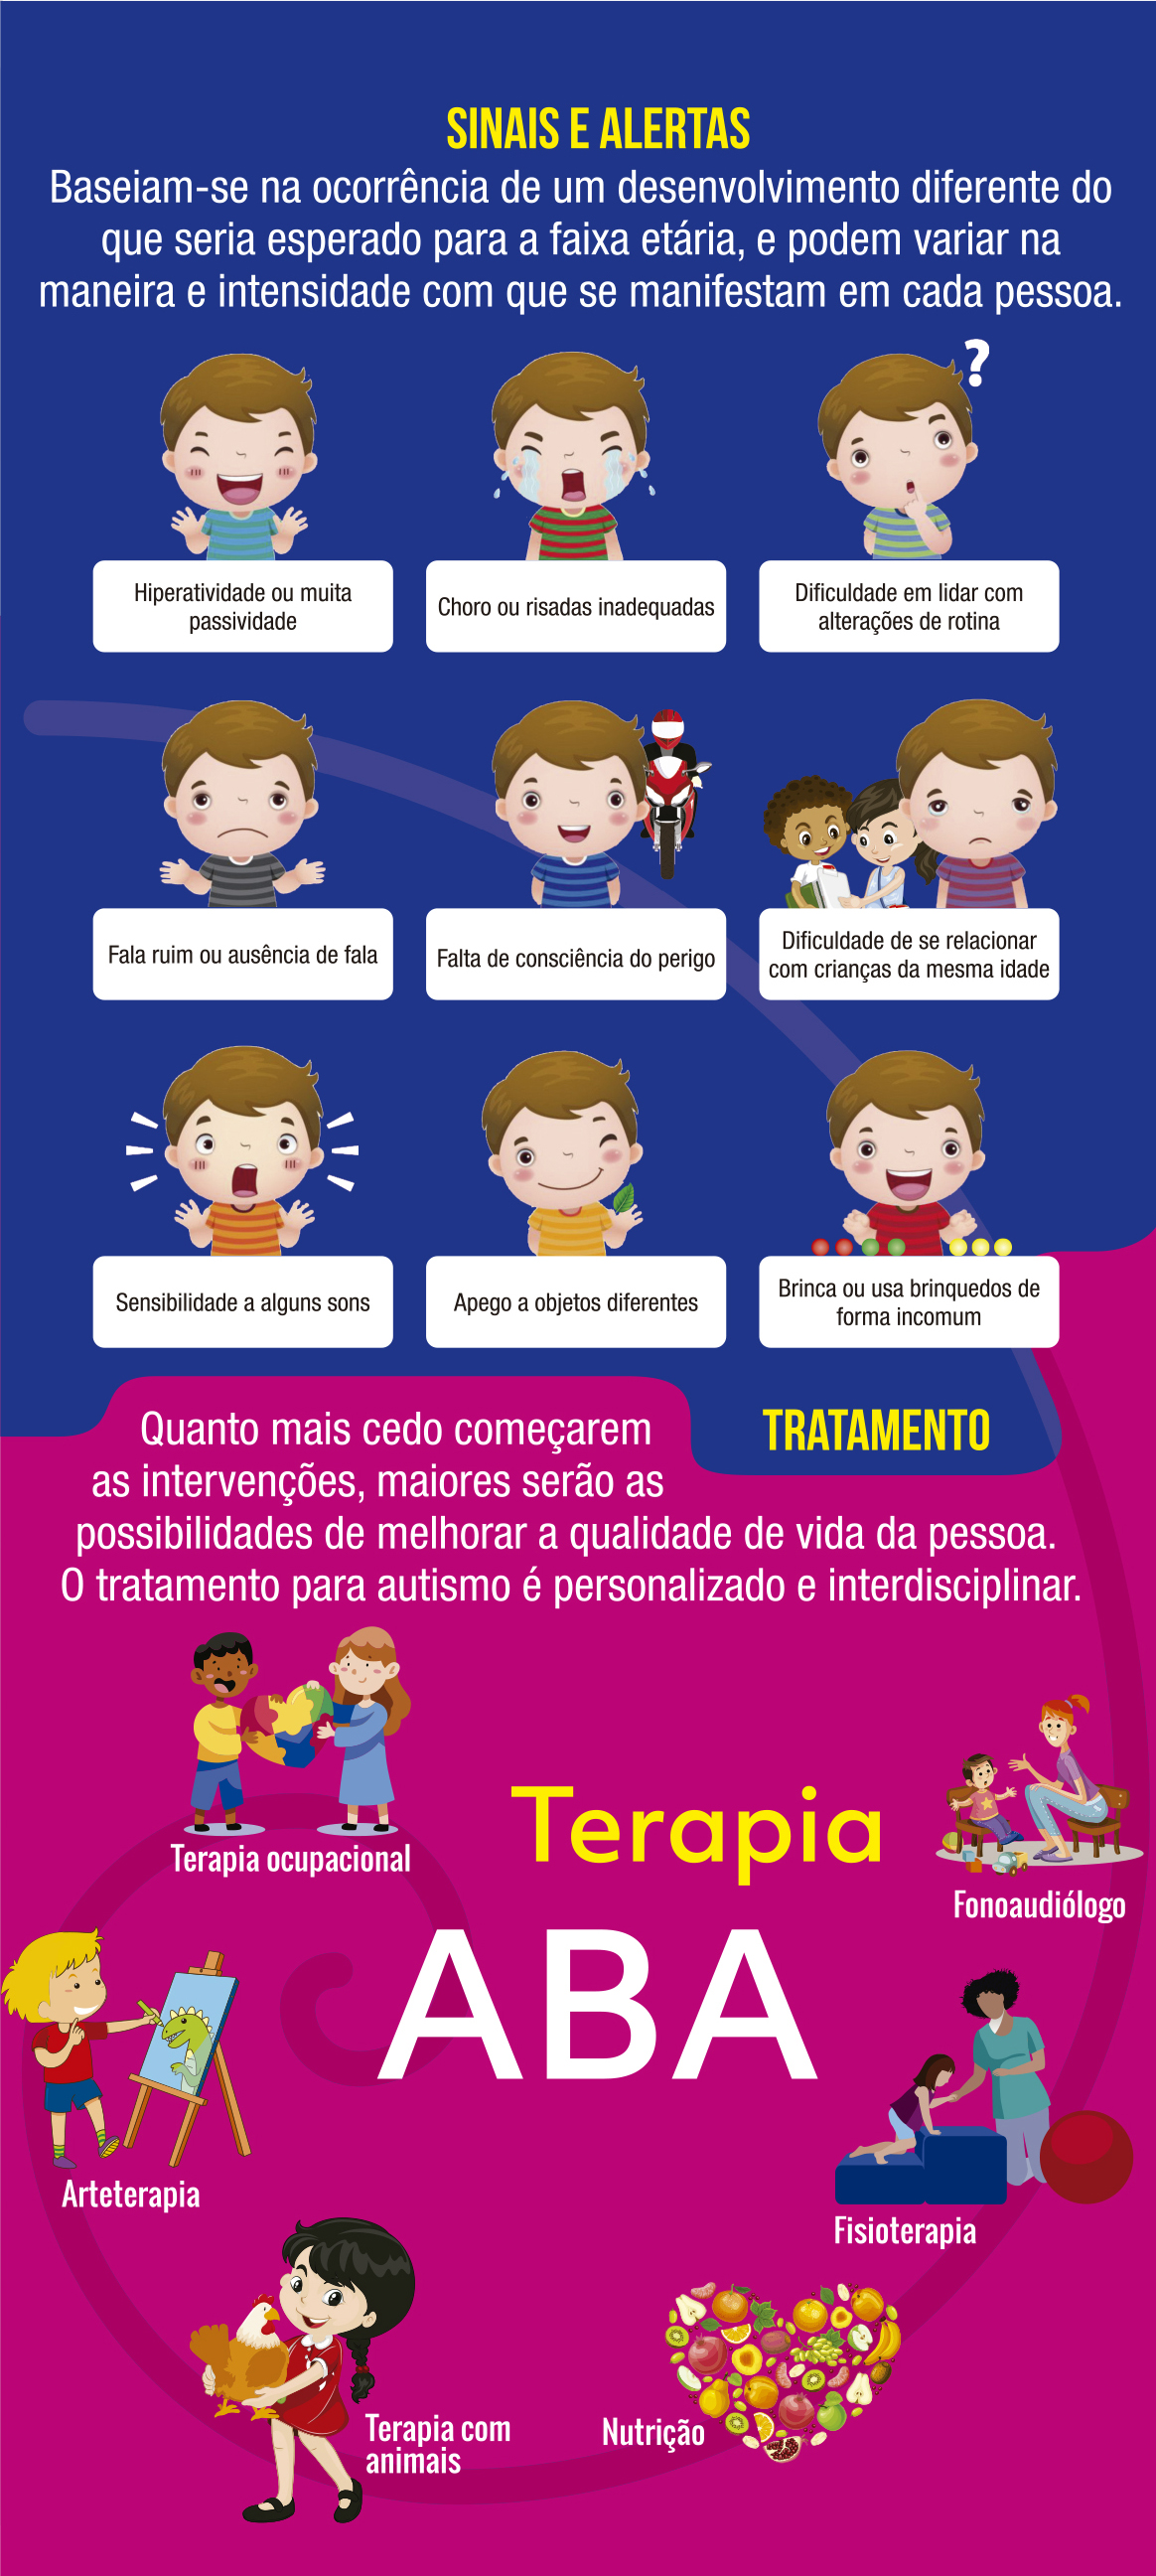 SINAIS E ALERTAS
Baseiam-se na ocorrência de um desenvolvimento diferente do
que seria esperado para a faixa etária, e podem variar na
maneira e intensidade com que se manifestam em cada pessoa.
?
Hiperatividade ou muita
passividade
Choro ou risadas inadequadas
Dificuldade em lidar com
alterações de rotina
Fala ruim ou ausência de fala
Falta de consciência do perigo
Dificuldade de se relacionar
com crianças da mesma idade
Sensibilidade a alguns sons
Apego a objetos diferentes
Brinca ou usa brinquedos de
forma incomum
TRATAMENTO
Quanto mais cedo começarem
as intervenções, maiores serão as
possibilidades de melhorar a qualidade de vida da pessoa.
O tratamento para autismo é personalizado e interdisciplinar.
Terapia ocupacional
Terapia
ABA
Fonoaudiólogo
Arteterapia
Fisioterapia
Terapia com
animais
Nutrição